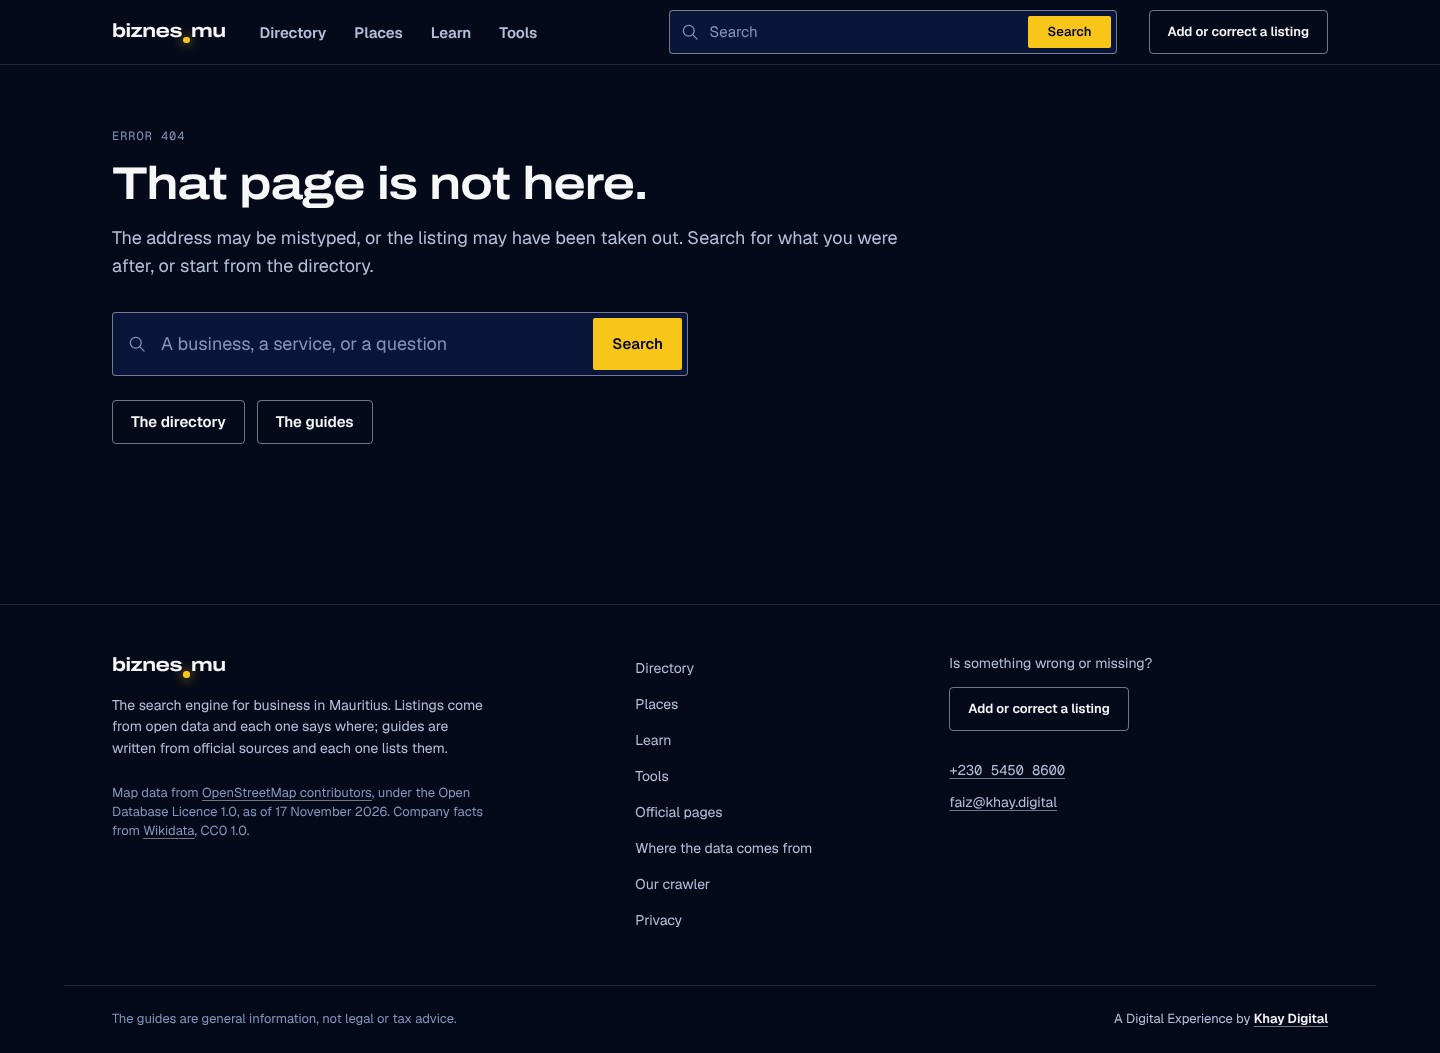 biznes.mu
Directory
Places
Learn
Tools
Search
Search
Add or correct a listing
ERROR 404
That page is not here.
The address may be mistyped, or the listing may have been taken out. Search for what you were
after, or start from the directory.
A business, a service, or a question
Search
The directory
The guides
biznes.mu
The search engine for business in Mauritius. Listings come
from open data and each one says where; guides are
written from official sources and each one lists them.
Map data from OpenStreetMap contributors, under the Open
Database Licence 1.0, as of 17 November 2026. Company facts
from Wikidata, CC0 1.0.
Directory
Places
Learn
Tools
Official pages
Where the data comes from
Our crawler
Privacy
Is something wrong or missing?
Add or correct a listing
+230 5450 8600
faiz@khay.digital
The guides are general information, not legal or tax advice.
A Digital Experience by Khay Digital